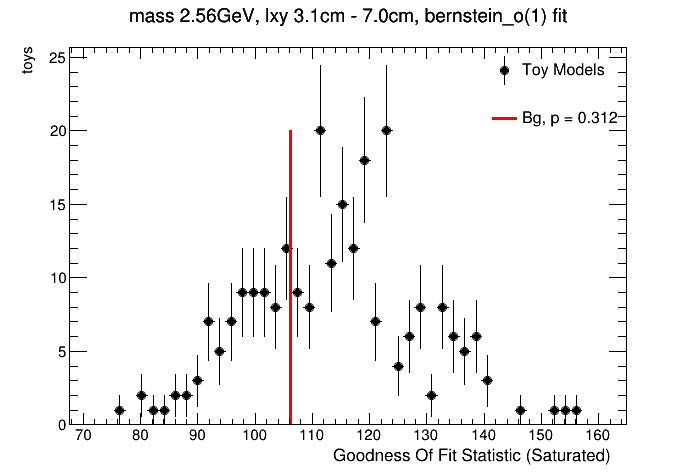 mass 2.56GeV, lxy 3.1cm - 7.0cm, bernstein_o(1) fit
toys
25
20
15
10
5
0
Toy Models
Bg, p = 0.312
70 80 90 100 110 120 130 140 150 160
Goodness Of Fit Statistic (Saturated)